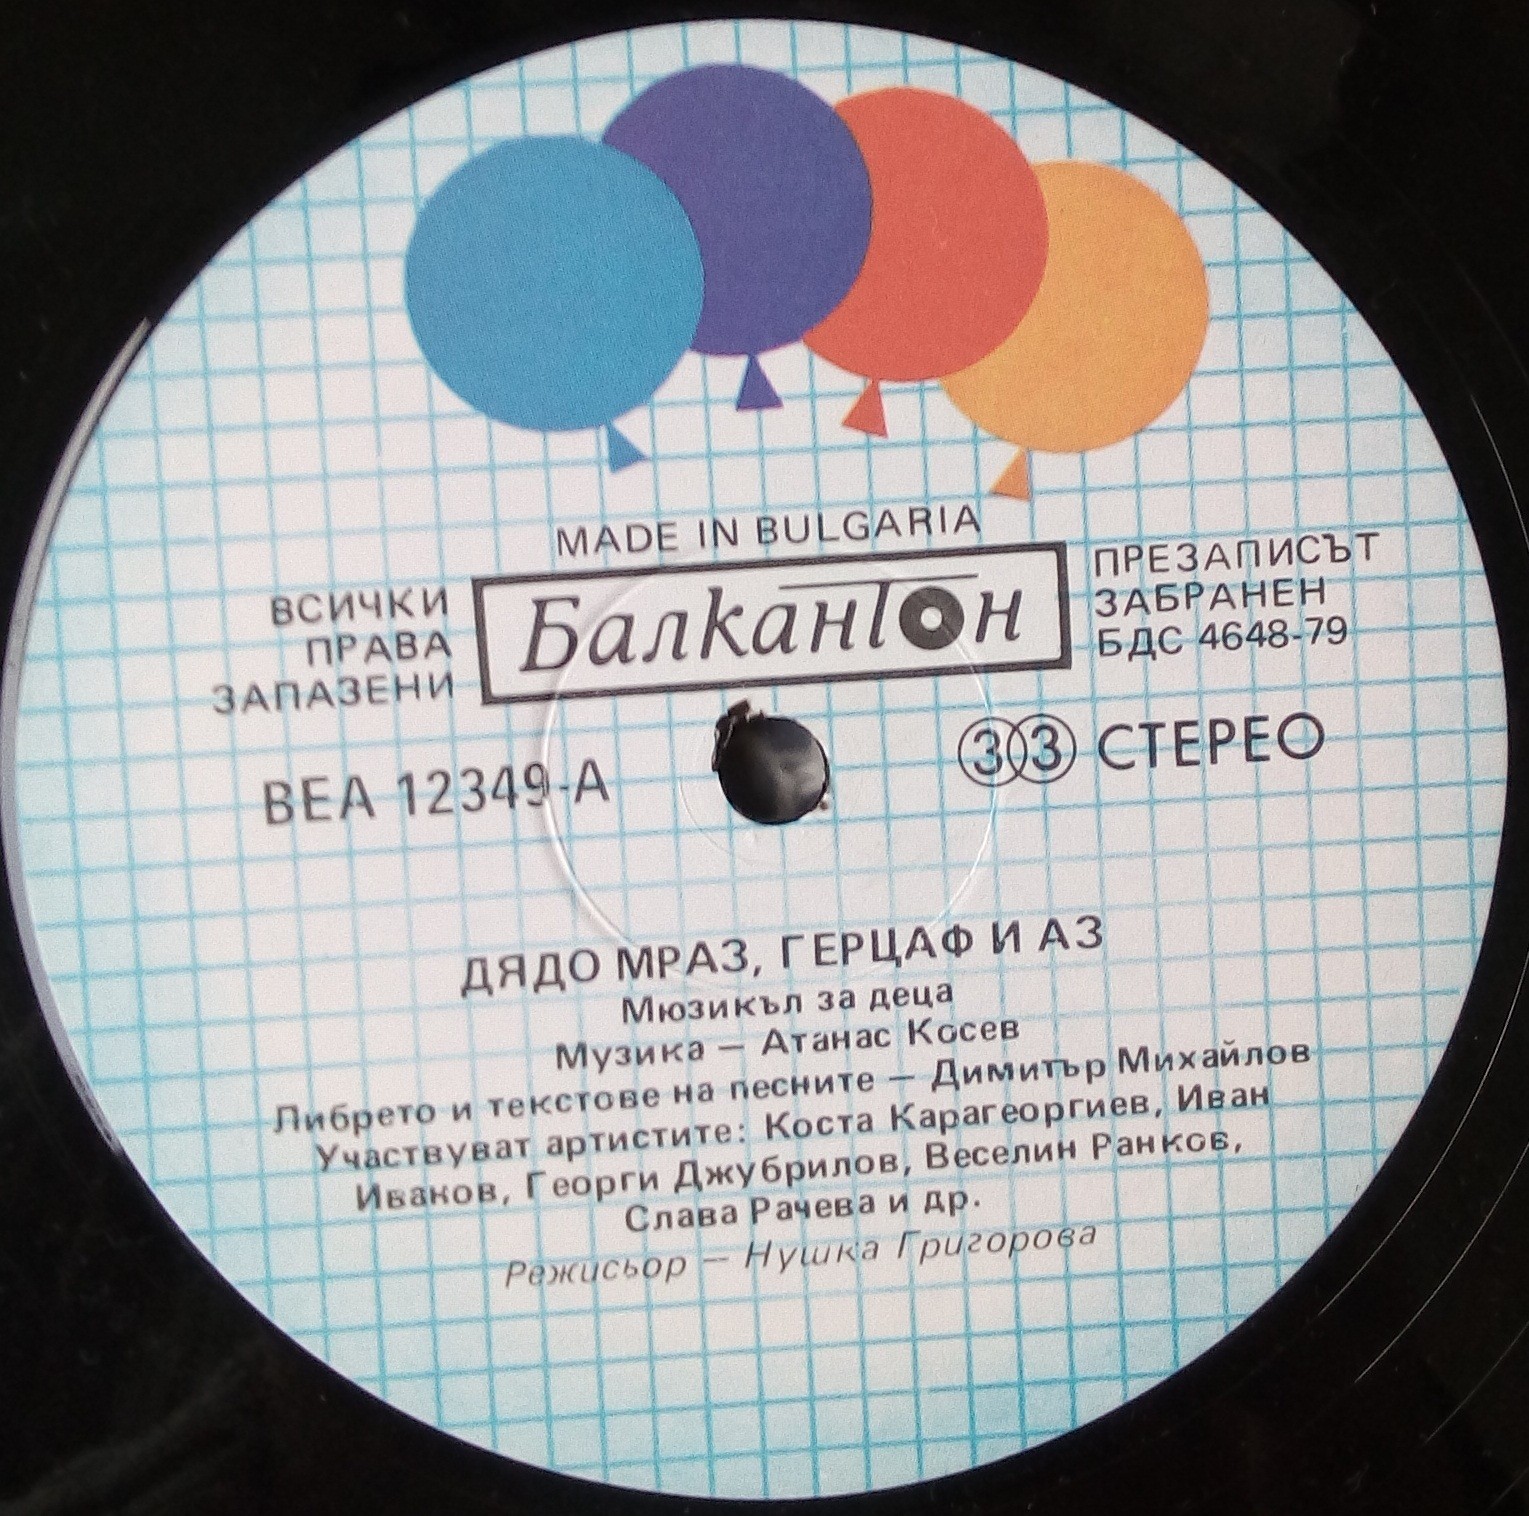 MADE IN BULGARIA
ВСИЧКИ
ПРАВА
ЗАПАЗЕНИ
Балкантон
ПРЕЗАПИСЪТ
ЗАБРАНЕН
БДС 4648-79
ВЕА 12349-А
33 СТЕРЕО
ДЯДО МРАЗ, ГЕРЦАФ И АЗ
Мюзикъл за деца
Музика — Атанас Косев
Либрето и текстове на песните — Димитър Михайлов
Участвуват артистите: Коста Карагеоргиев, Иван
Иванов, Георги Джубрилов, Веселин Ранков,
Слава Рачева и др.
Режисьор — Нушка Григорова